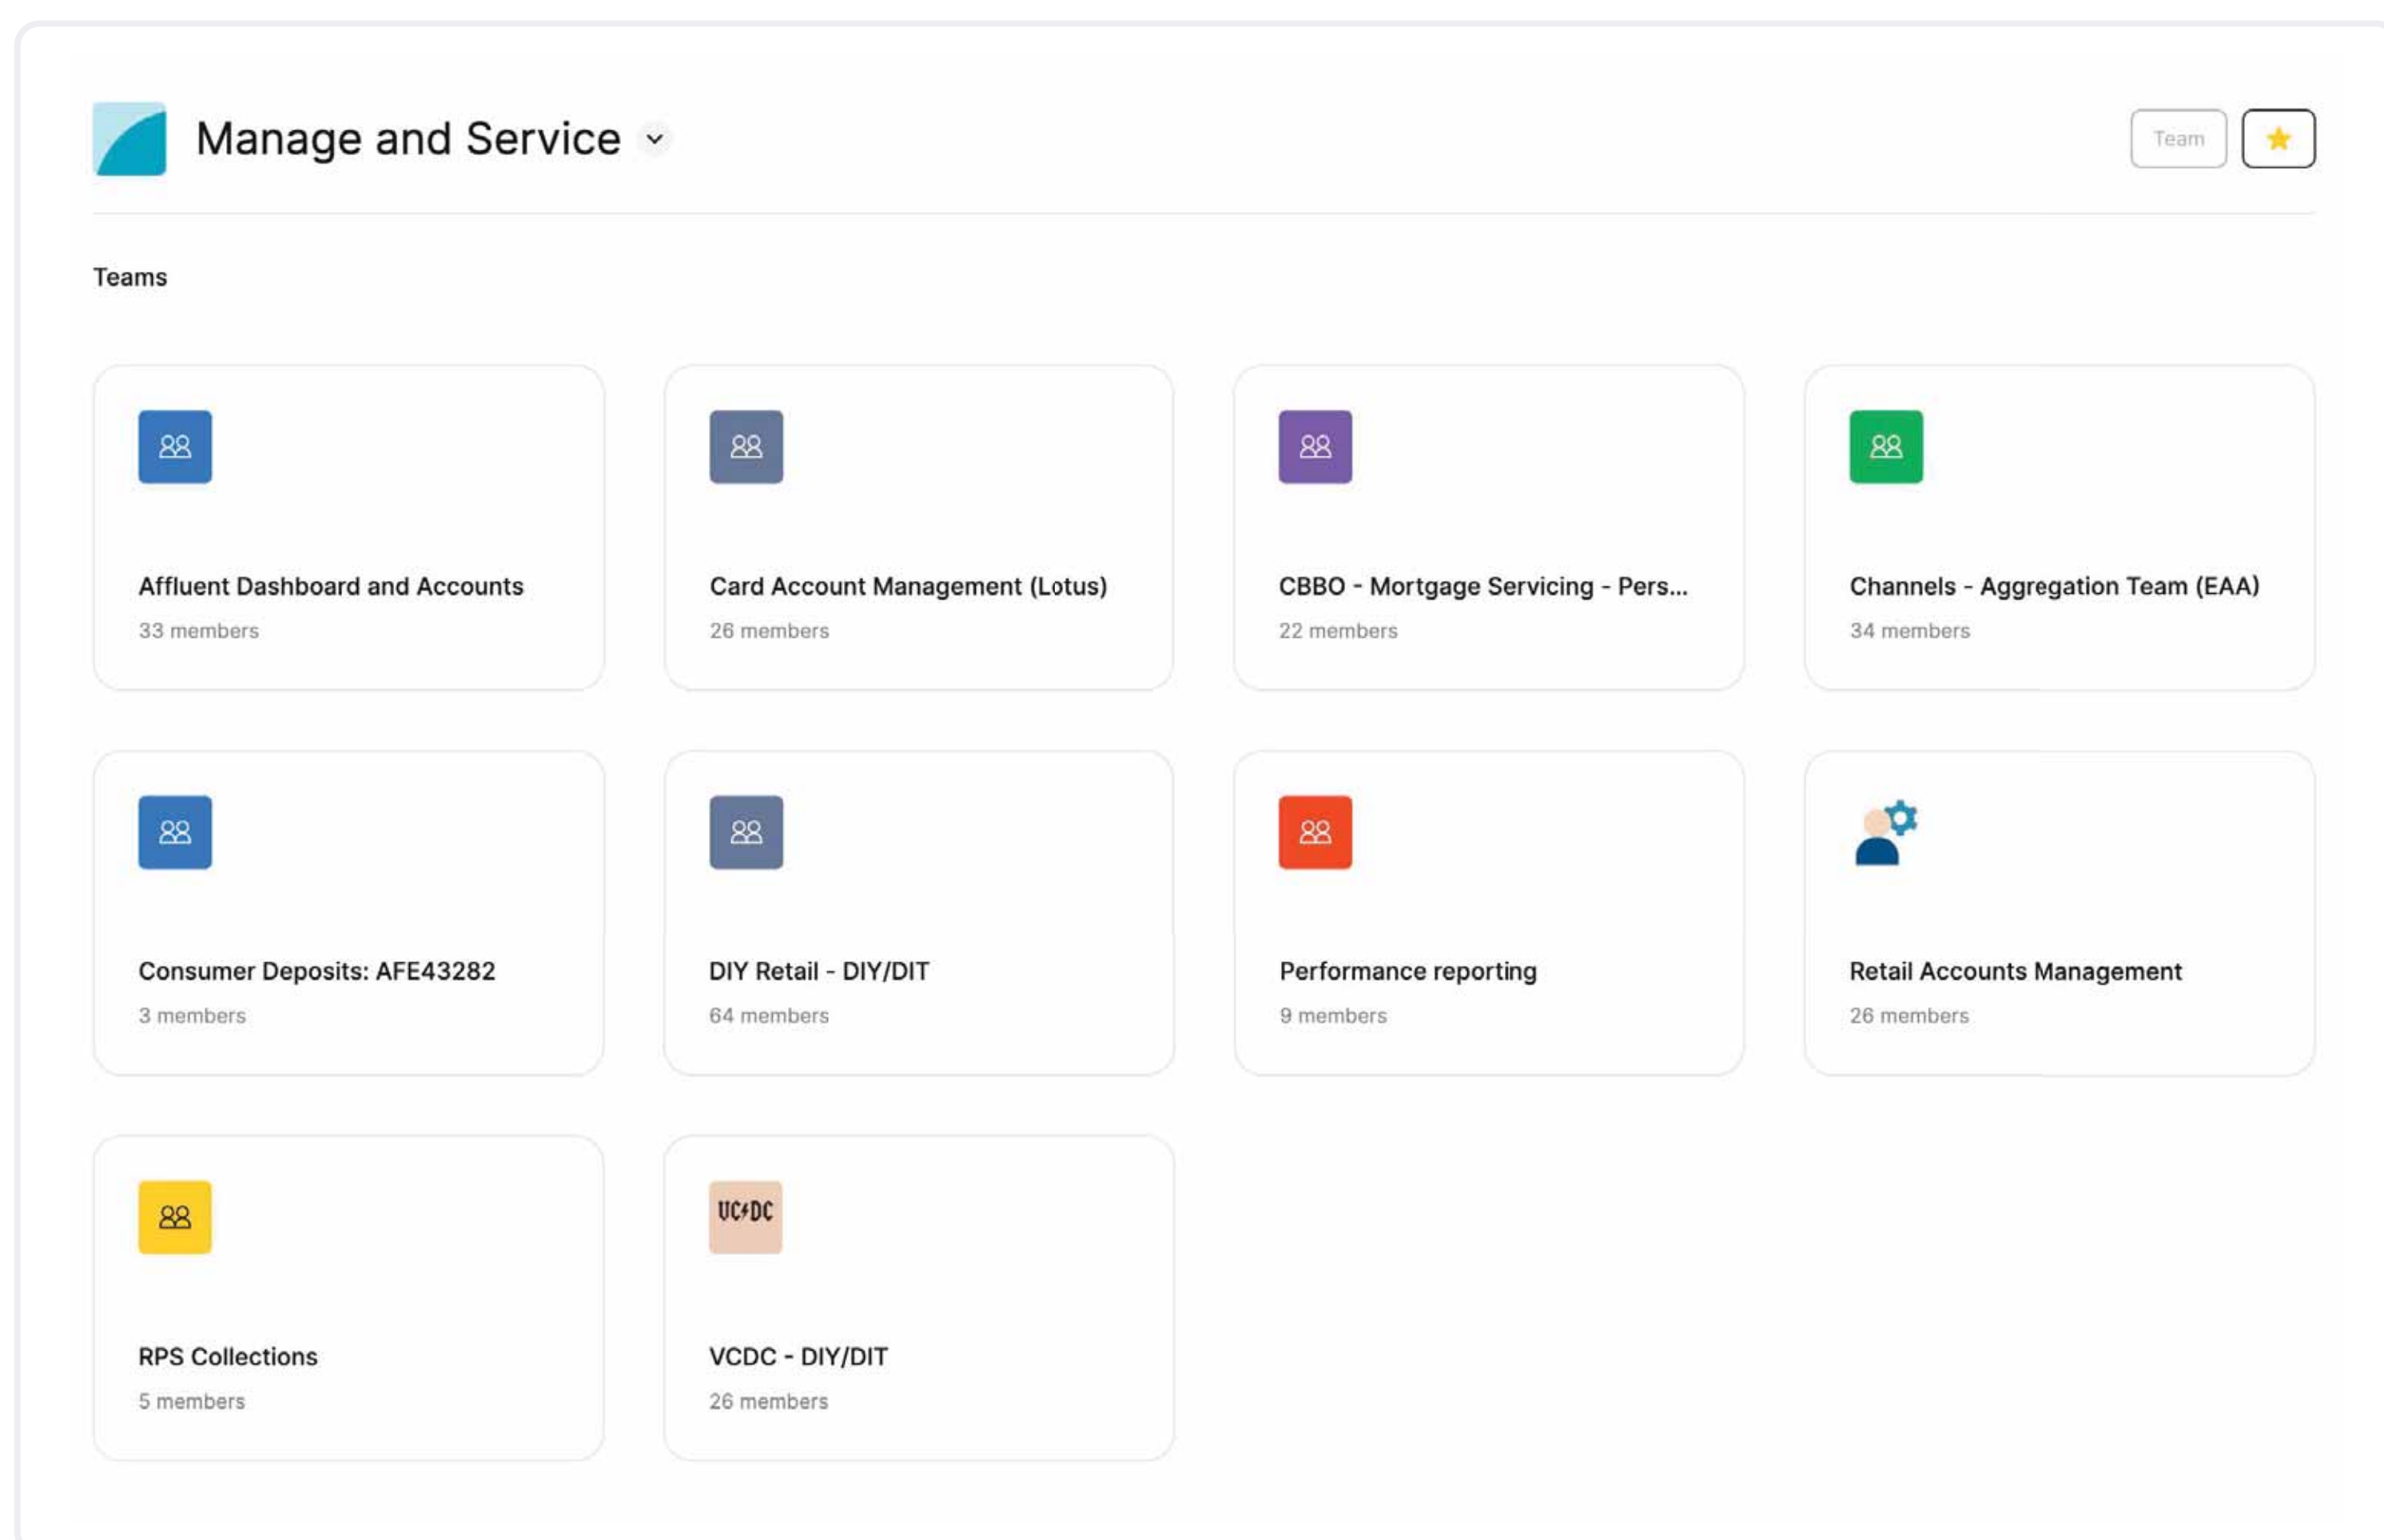 Manage and Service
Team
Teams
Affluent Dashboard and Accounts
33 members
Card Account Management (Lotus)
26 members
CBBO - Mortgage Servicing - Pers...
22 members
Channels - Aggregation Team (EAA)
34 members
Consumer Deposits: AFE43282
3 members
DIY Retail - DIY/DIT
64 members
Performance reporting
9 members
Retail Accounts Management
26 members
RPS Collections
5 members
VC⚡DC
VCDC - DIY/DIT
26 members